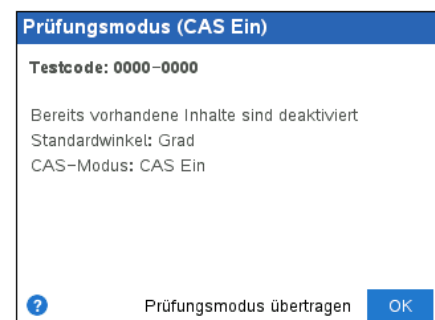 Prüfungsmodus (CAS Ein)
Testcode: 0000-0000
Bereits vorhandene Inhalte sind deaktiviert
Standardwinkel: Grad
CAS-Modus: CAS Ein
? Prüfungsmodus übertragen OK